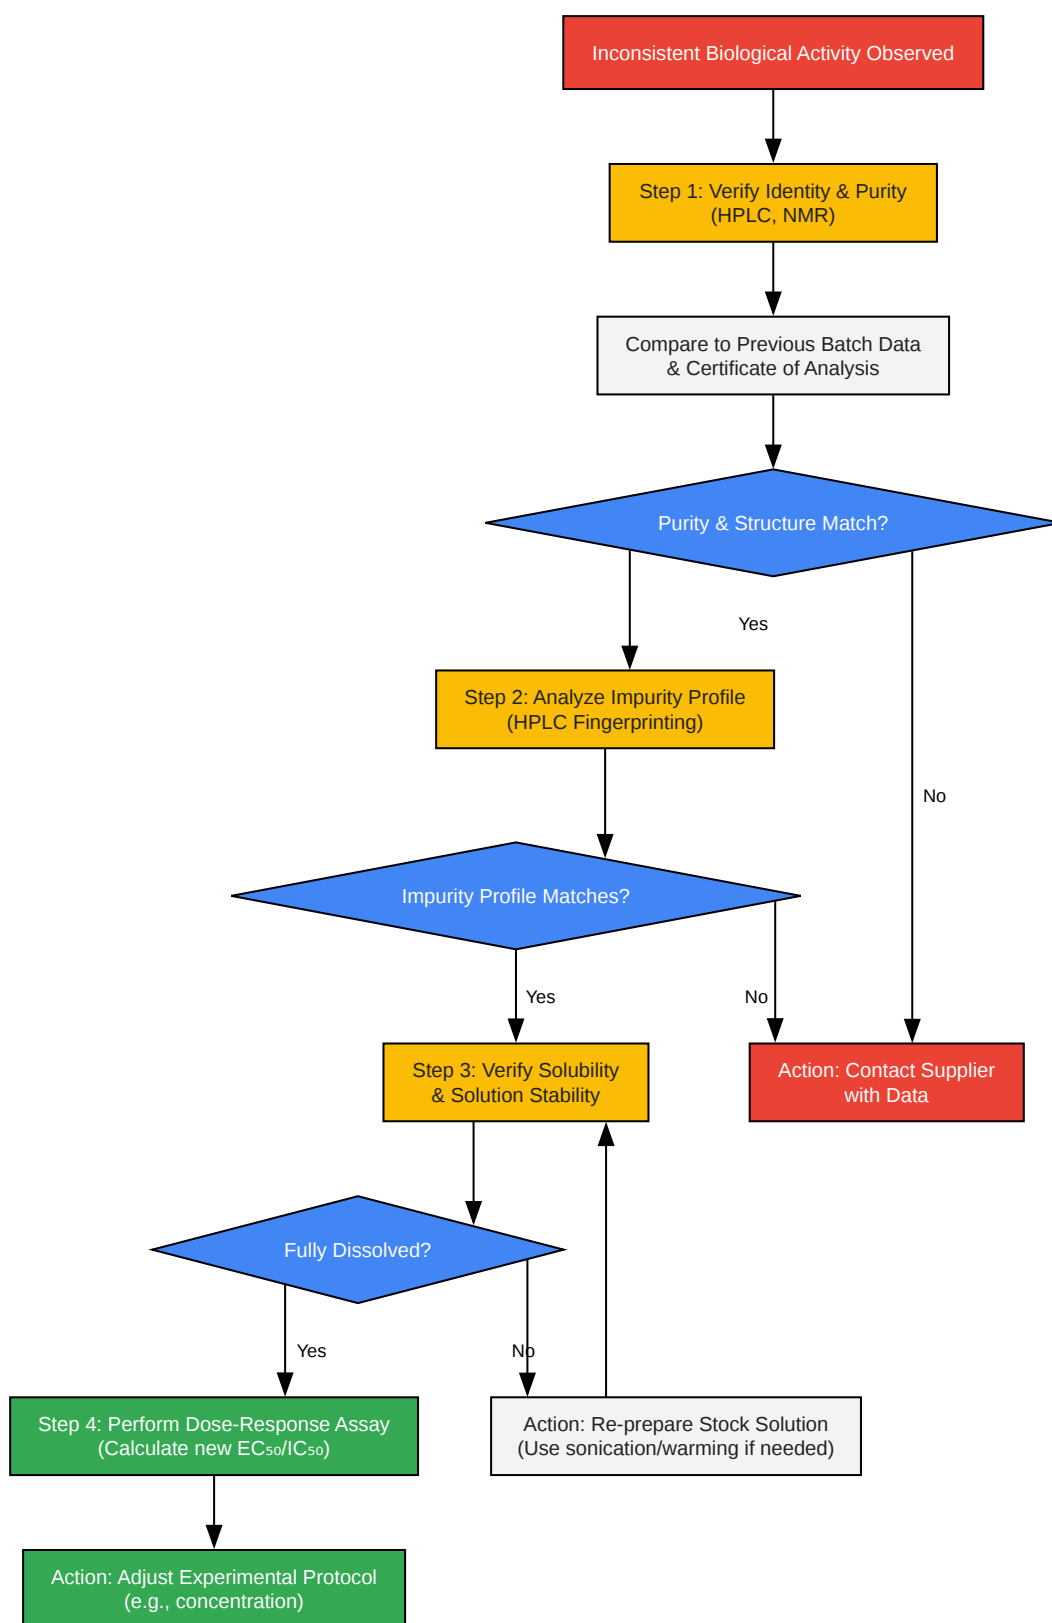 Inconsistent Biological Activity Observed
Step 1: Verify Identity & Purity
(HPLC, NMR)
Compare to Previous Batch Data
& Certificate of Analysis
Purity & Structure Match?
Yes
Step 2: Analyze Impurity Profile
(HPLC Fingerprinting)
No
Impurity Profile Matches?
Yes
No
Step 3: Verify Solubility
& Solution Stability
Action: Contact Supplier
with Data
Fully Dissolved?
Yes
No
Step 4: Perform Dose-Response Assay
(Calculate new EC₅₀/IC₅₀)
Action: Re-prepare Stock Solution
(Use sonication/warming if needed)
Action: Adjust Experimental Protocol
(e.g., concentration)